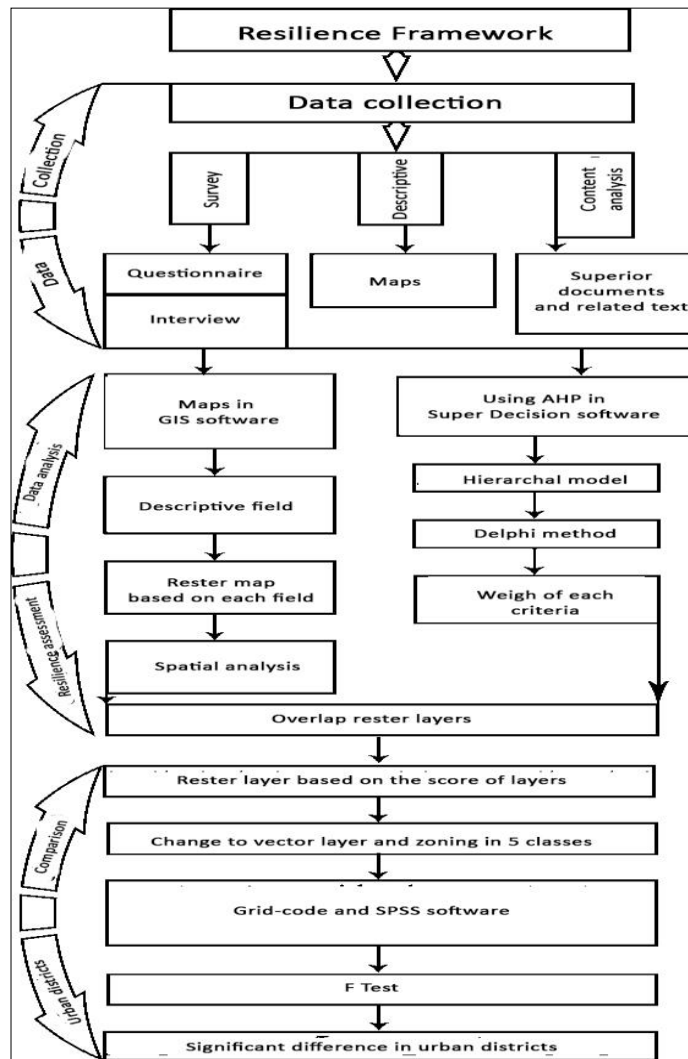 Resilience Framework
Data collection
Collection
Data
Survey
Descriptive
Content
analysis
Questionnaire
Interview
Maps
Superior
documents
and related text
Data analysis
Resilience assessment
Maps in
GIS software
Using AHP in
Super Decision software
Descriptive field
Hierarchal model
Delphi method
Rester map
based on each field
Weigh of each
criteria
Spatial analysis
Overlap rester layers
Comparison
Urban districts
Rester layer based on the score of layers
Change to vector layer and zoning in 5 classes
Grid-code and SPSS software
F Test
Significant difference in urban districts